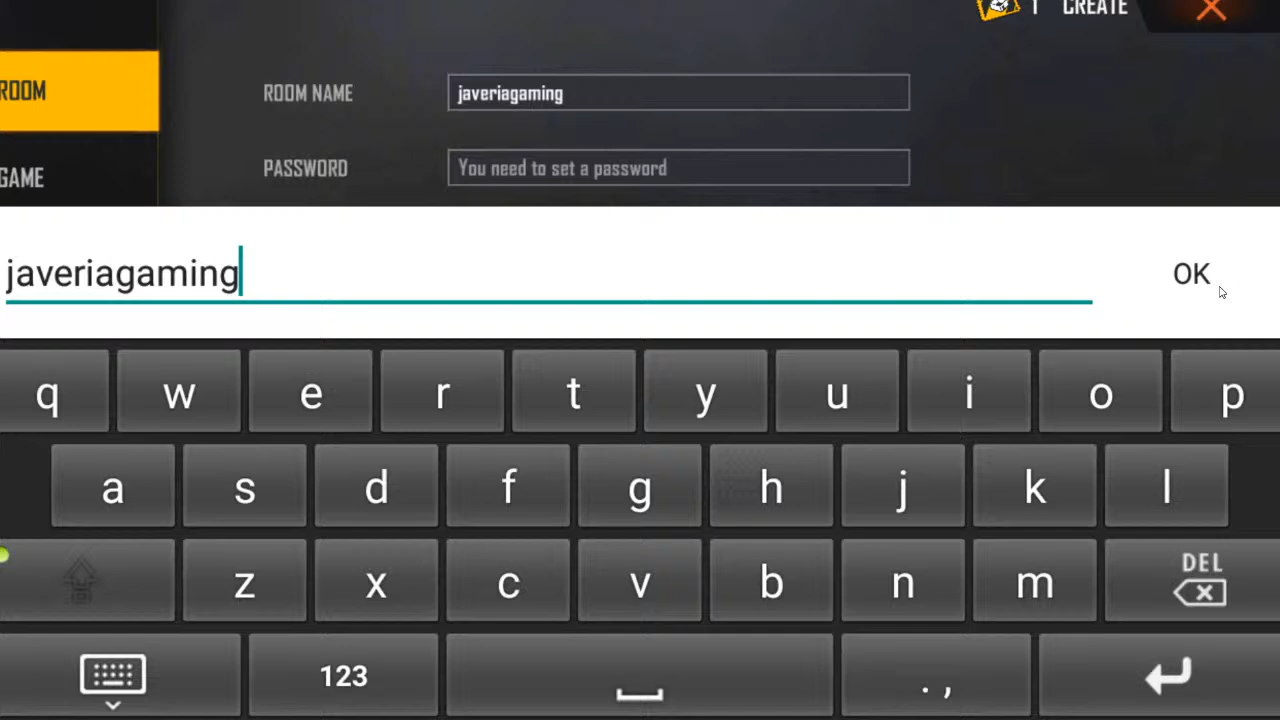 1 CREATE
ROOM
ROOM NAME javeriagaming
PASSWORD You need to set a password
GAME
javeriagaming OK
q w e r t y u i o p
a s d f g h j k l
z x c v b n m DEL
123 . ,